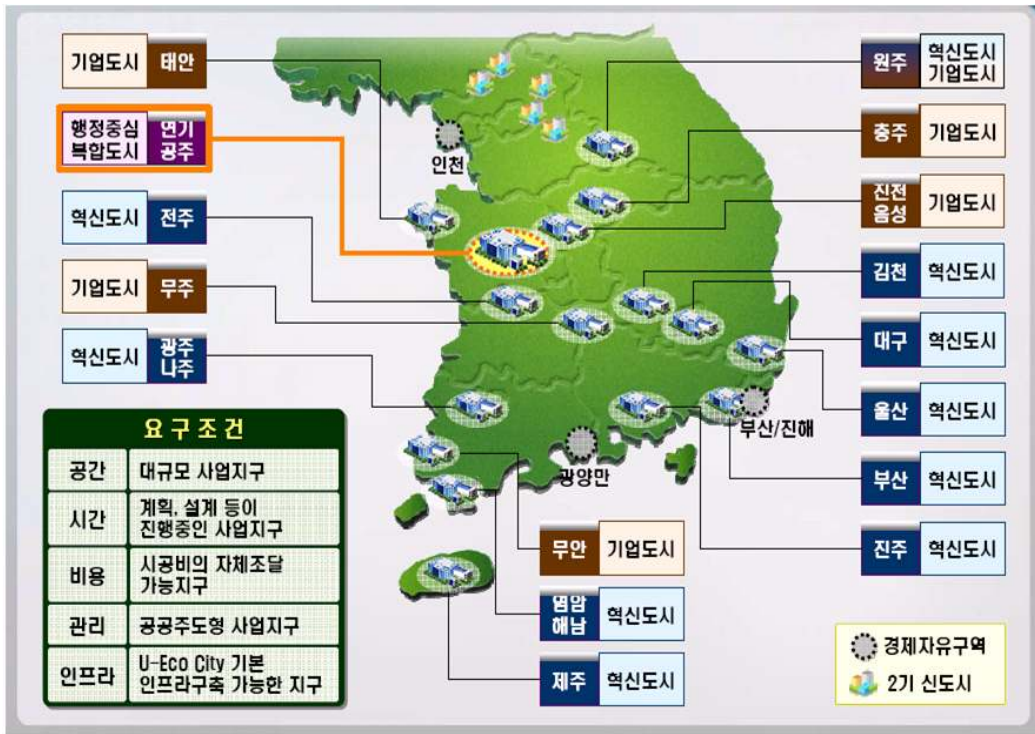 기업도시 태안
행정중심
복합도시
연기
공주
혁신도시 전주
기업도시 무주
혁신도시
광주
나주
원주
혁신도시
기업도시
충주 기업도시
진전
음성
기업도시
김천 혁신도시
대구 혁신도시
울산 혁신도시
부산 혁신도시
진주 혁신도시
인천
부산/진해
광양만
무안 기업도시
영암
해남
혁신도시
제주 혁신도시
요구조건
공간 대규모 사업지구
시간
계획, 설계 등이
진행중인 사업지구
비용
시공비의 자체조달
가능지구
관리 공공주도형 사업지구
인프라
U-Eco City 기본
인프라구축 가능한 지구
경제자유구역
2기 신도시